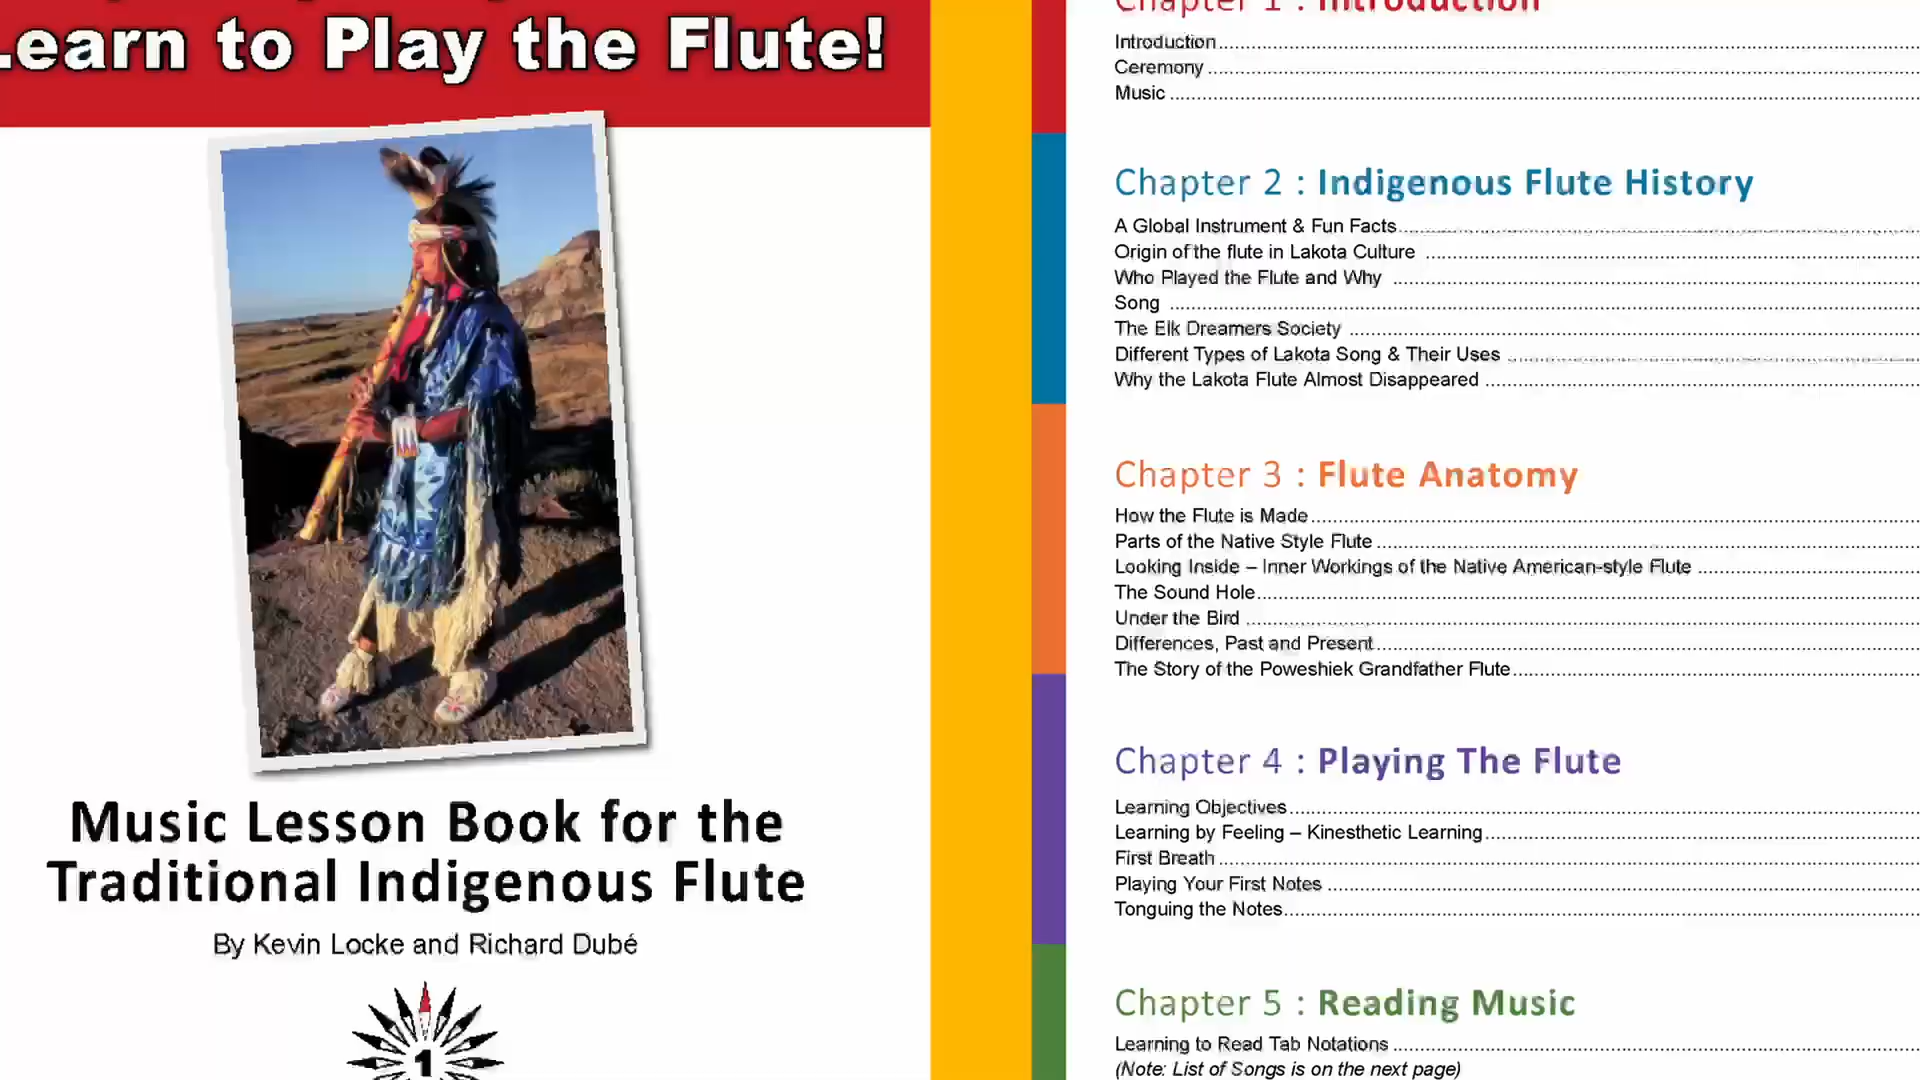 Learn to Play the Flute!
Music Lesson Book for the
Traditional Indigenous Flute
By Kevin Locke and Richard Dubé
1
Chapter 1 : Introduction
Introduction
Ceremony
Music
Chapter 2 : Indigenous Flute History
A Global Instrument & Fun Facts
Origin of the flute in Lakota Culture
Who Played the Flute and Why
Song
The Elk Dreamers Society
Different Types of Lakota Song & Their Uses
Why the Lakota Flute Almost Disappeared
Chapter 3 : Flute Anatomy
How the Flute is Made
Parts of the Native Style Flute
Looking Inside – Inner Workings of the Native American-style Flute
The Sound Hole
Under the Bird
Differences, Past and Present
The Story of the Poweshiek Grandfather Flute
Chapter 4 : Playing The Flute
Learning Objectives
Learning by Feeling – Kinesthetic Learning
First Breath
Playing Your First Notes
Tonguing the Notes
Chapter 5 : Reading Music
Learning to Read Tab Notations
(Note: List of Songs is on the next page)